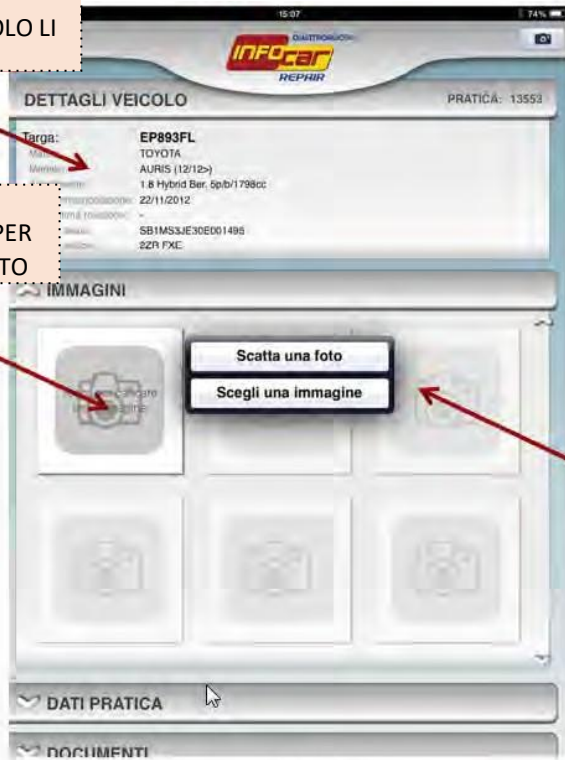 OLO LI
15:07
74%
QUATTRORUOTE
INFOcar
REPAIR
DETTAGLI VEICOLO
PRATICA: 13553
Targa: EP893FL
TOYOTA
AURIS (12/12>)
1.8 Hybrid Ber. 5p/b/1798cc
22/11/2012
-
SB1MS3JE30E001495
2ZR FXE
PER
TO
IMMAGINI
Scatta una foto
Scegli una immagine
DATI PRATICA
DOCUMENTI